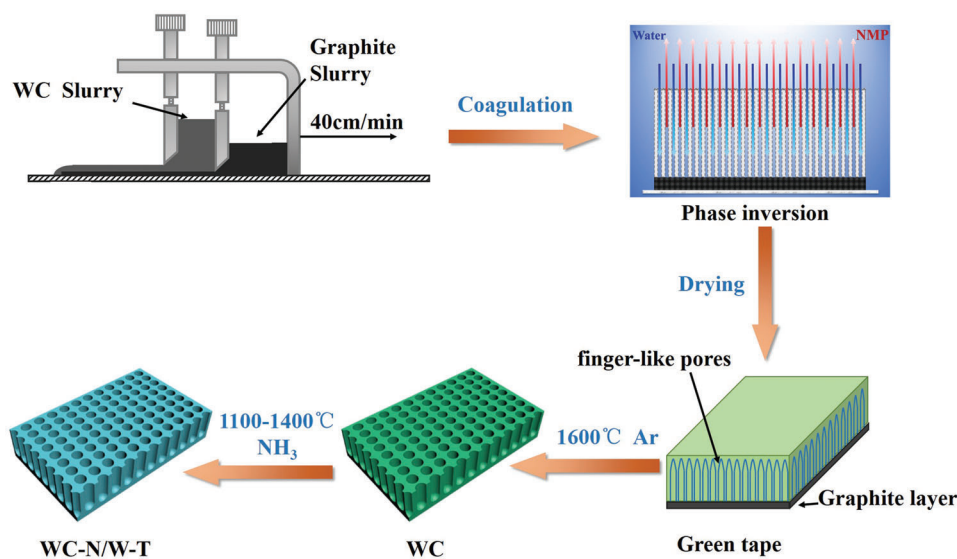 Graphite
Slurry
WC Slurry
40cm/min
Coagulation
Water
NMP
Phase inversion
Drying
finger-like pores
1100-1400℃
NH₃
1600℃ Ar
Graphite layer
WC-N/W-T
WC
Green tape